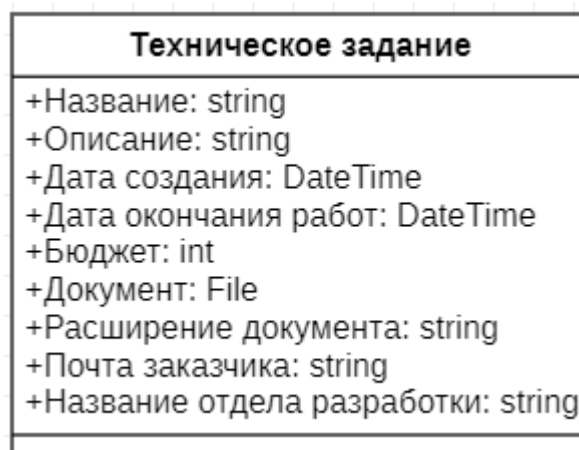 Техническое задание
+Название: string
+Описание: string
+Дата создания: DateTime
+Дата окончания работ: DateTime
+Бюджет: int
+Документ: File
+Расширение документа: string
+Почта заказчика: string
+Название отдела разработки: string